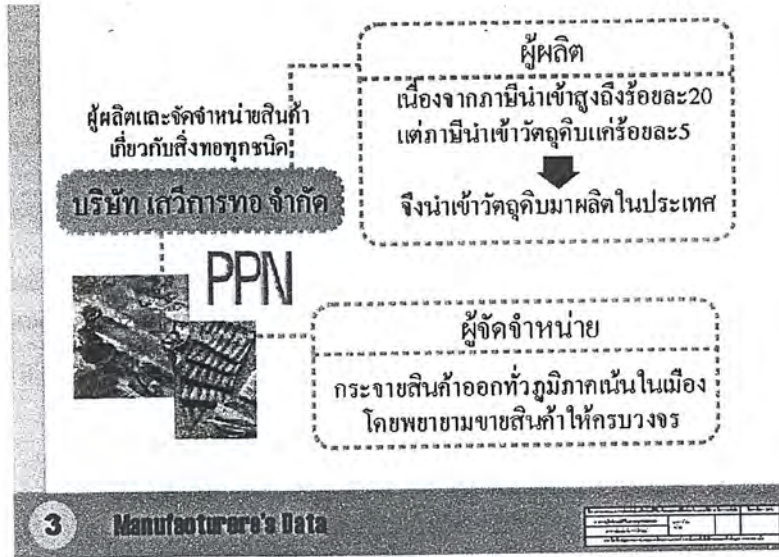 ผู้ผลิตและจัดจำหน่ายสินค้า
เกี่ยวกับสิ่งทอทุกชนิด
บริษัท เสวีการทอ จำกัด
PPN
ผู้ผลิต
เนื่องจากภาษีนำเข้าสูงถึงร้อยละ20
แต่ภาษีนำเข้าวัตถุดิบแค่ร้อยละ5
จึงนำเข้าวัตถุดิบมาผลิตในประเทศ
ผู้จัดจำหน่าย
กระจายสินค้าออกทั่วภูมิภาคเน้นในเมือง
โดยพยายามขายสินค้าให้ครบวงจร
3 Manufacturere's Data